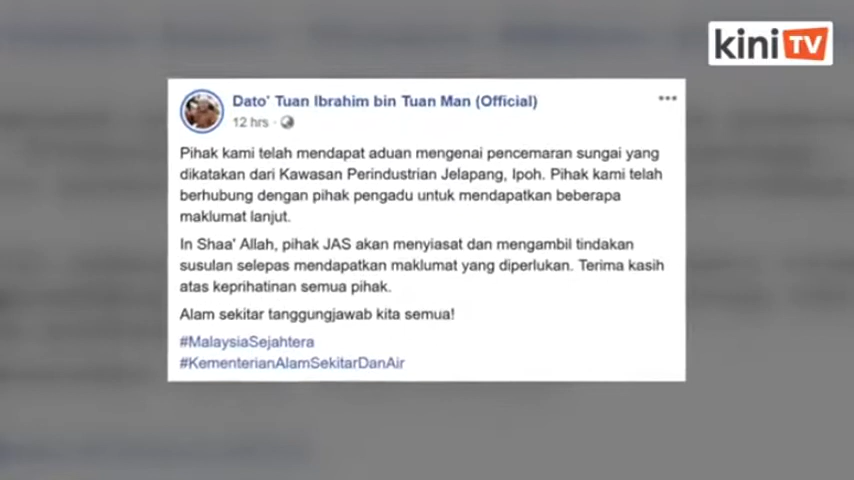 kini TV
Dato' Tuan Ibrahim bin Tuan Man (Official)
12 hrs ·
Pihak kami telah mendapat aduan mengenai pencemaran sungai yang
dikatakan dari Kawasan Perindustrian Jelapang, Ipoh. Pihak kami telah
berhubung dengan pihak pengadu untuk mendapatkan beberapa
maklumat lanjut.
In Shaa' Allah, pihak JAS akan menyiasat dan mengambil tindakan
susulan selepas mendapatkan maklumat yang diperlukan. Terima kasih
atas keprihatinan semua pihak.
Alam sekitar tanggungjawab kita semua!
#MalaysiaSejahtera
#KementerianAlamSekitarDanAir